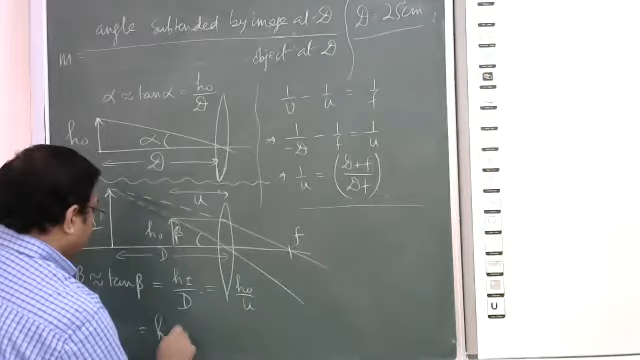 m = angle subtended by image at D / object at D
D = 25cm
α ≈ tanα = ho/D
ho α
D
1/v - 1/u = 1/f
→ 1/-D - 1/f = 1/u
→ 1/u = (D+f/Df)
u
ho β f
D
β ≈ tanβ = hI/D = ho/u
= h